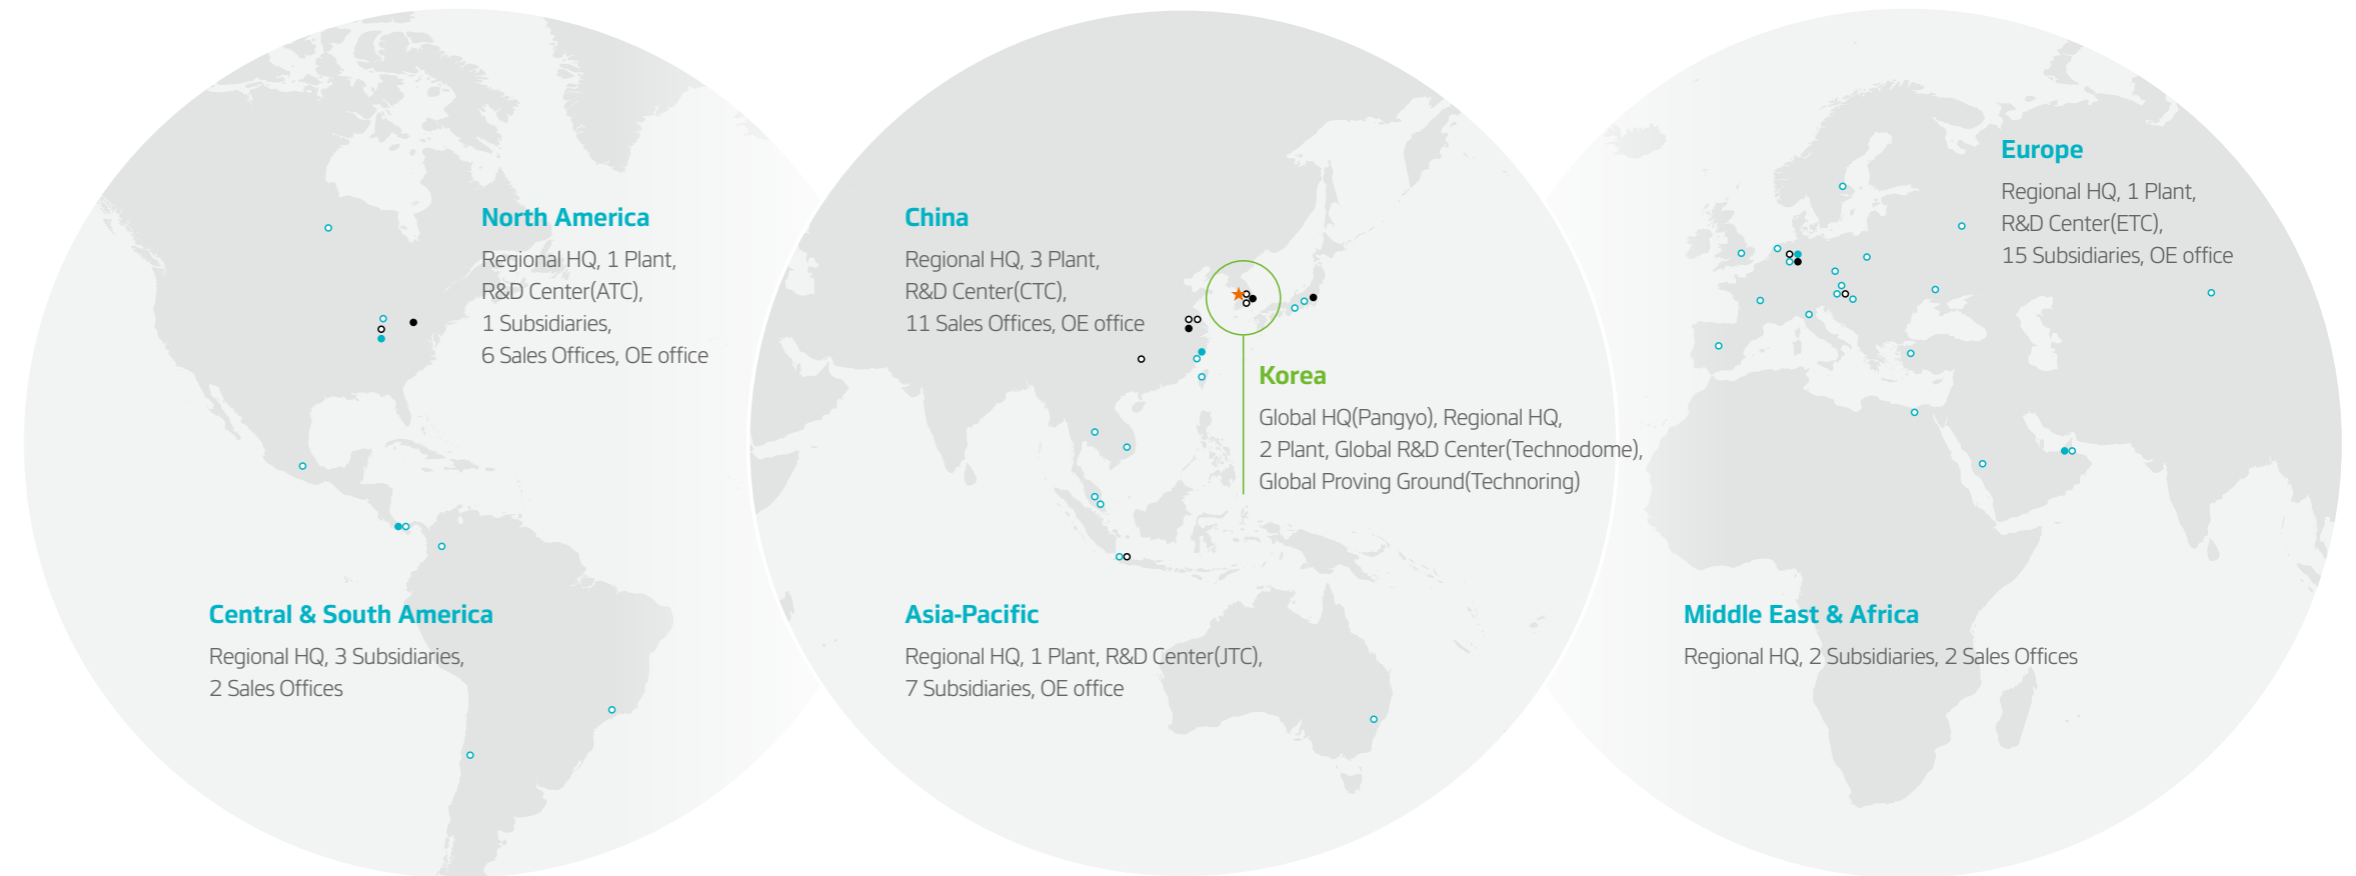 North America
Regional HQ, 1 Plant,
R&D Center(ATC),
1 Subsidiaries,
6 Sales Offices, OE office
Central & South America
Regional HQ, 3 Subsidiaries,
2 Sales Offices
China
Regional HQ, 3 Plant,
R&D Center(CTC),
11 Sales Offices, OE office
Korea
Global HQ(Pangyo), Regional HQ,
2 Plant, Global R&D Center(Technodome),
Global Proving Ground(Technoring)
Asia-Pacific
Regional HQ, 1 Plant, R&D Center(JTC),
7 Subsidiaries, OE office
Europe
Regional HQ, 1 Plant,
R&D Center(ETC),
15 Subsidiaries, OE office
Middle East & Africa
Regional HQ, 2 Subsidiaries, 2 Sales Offices